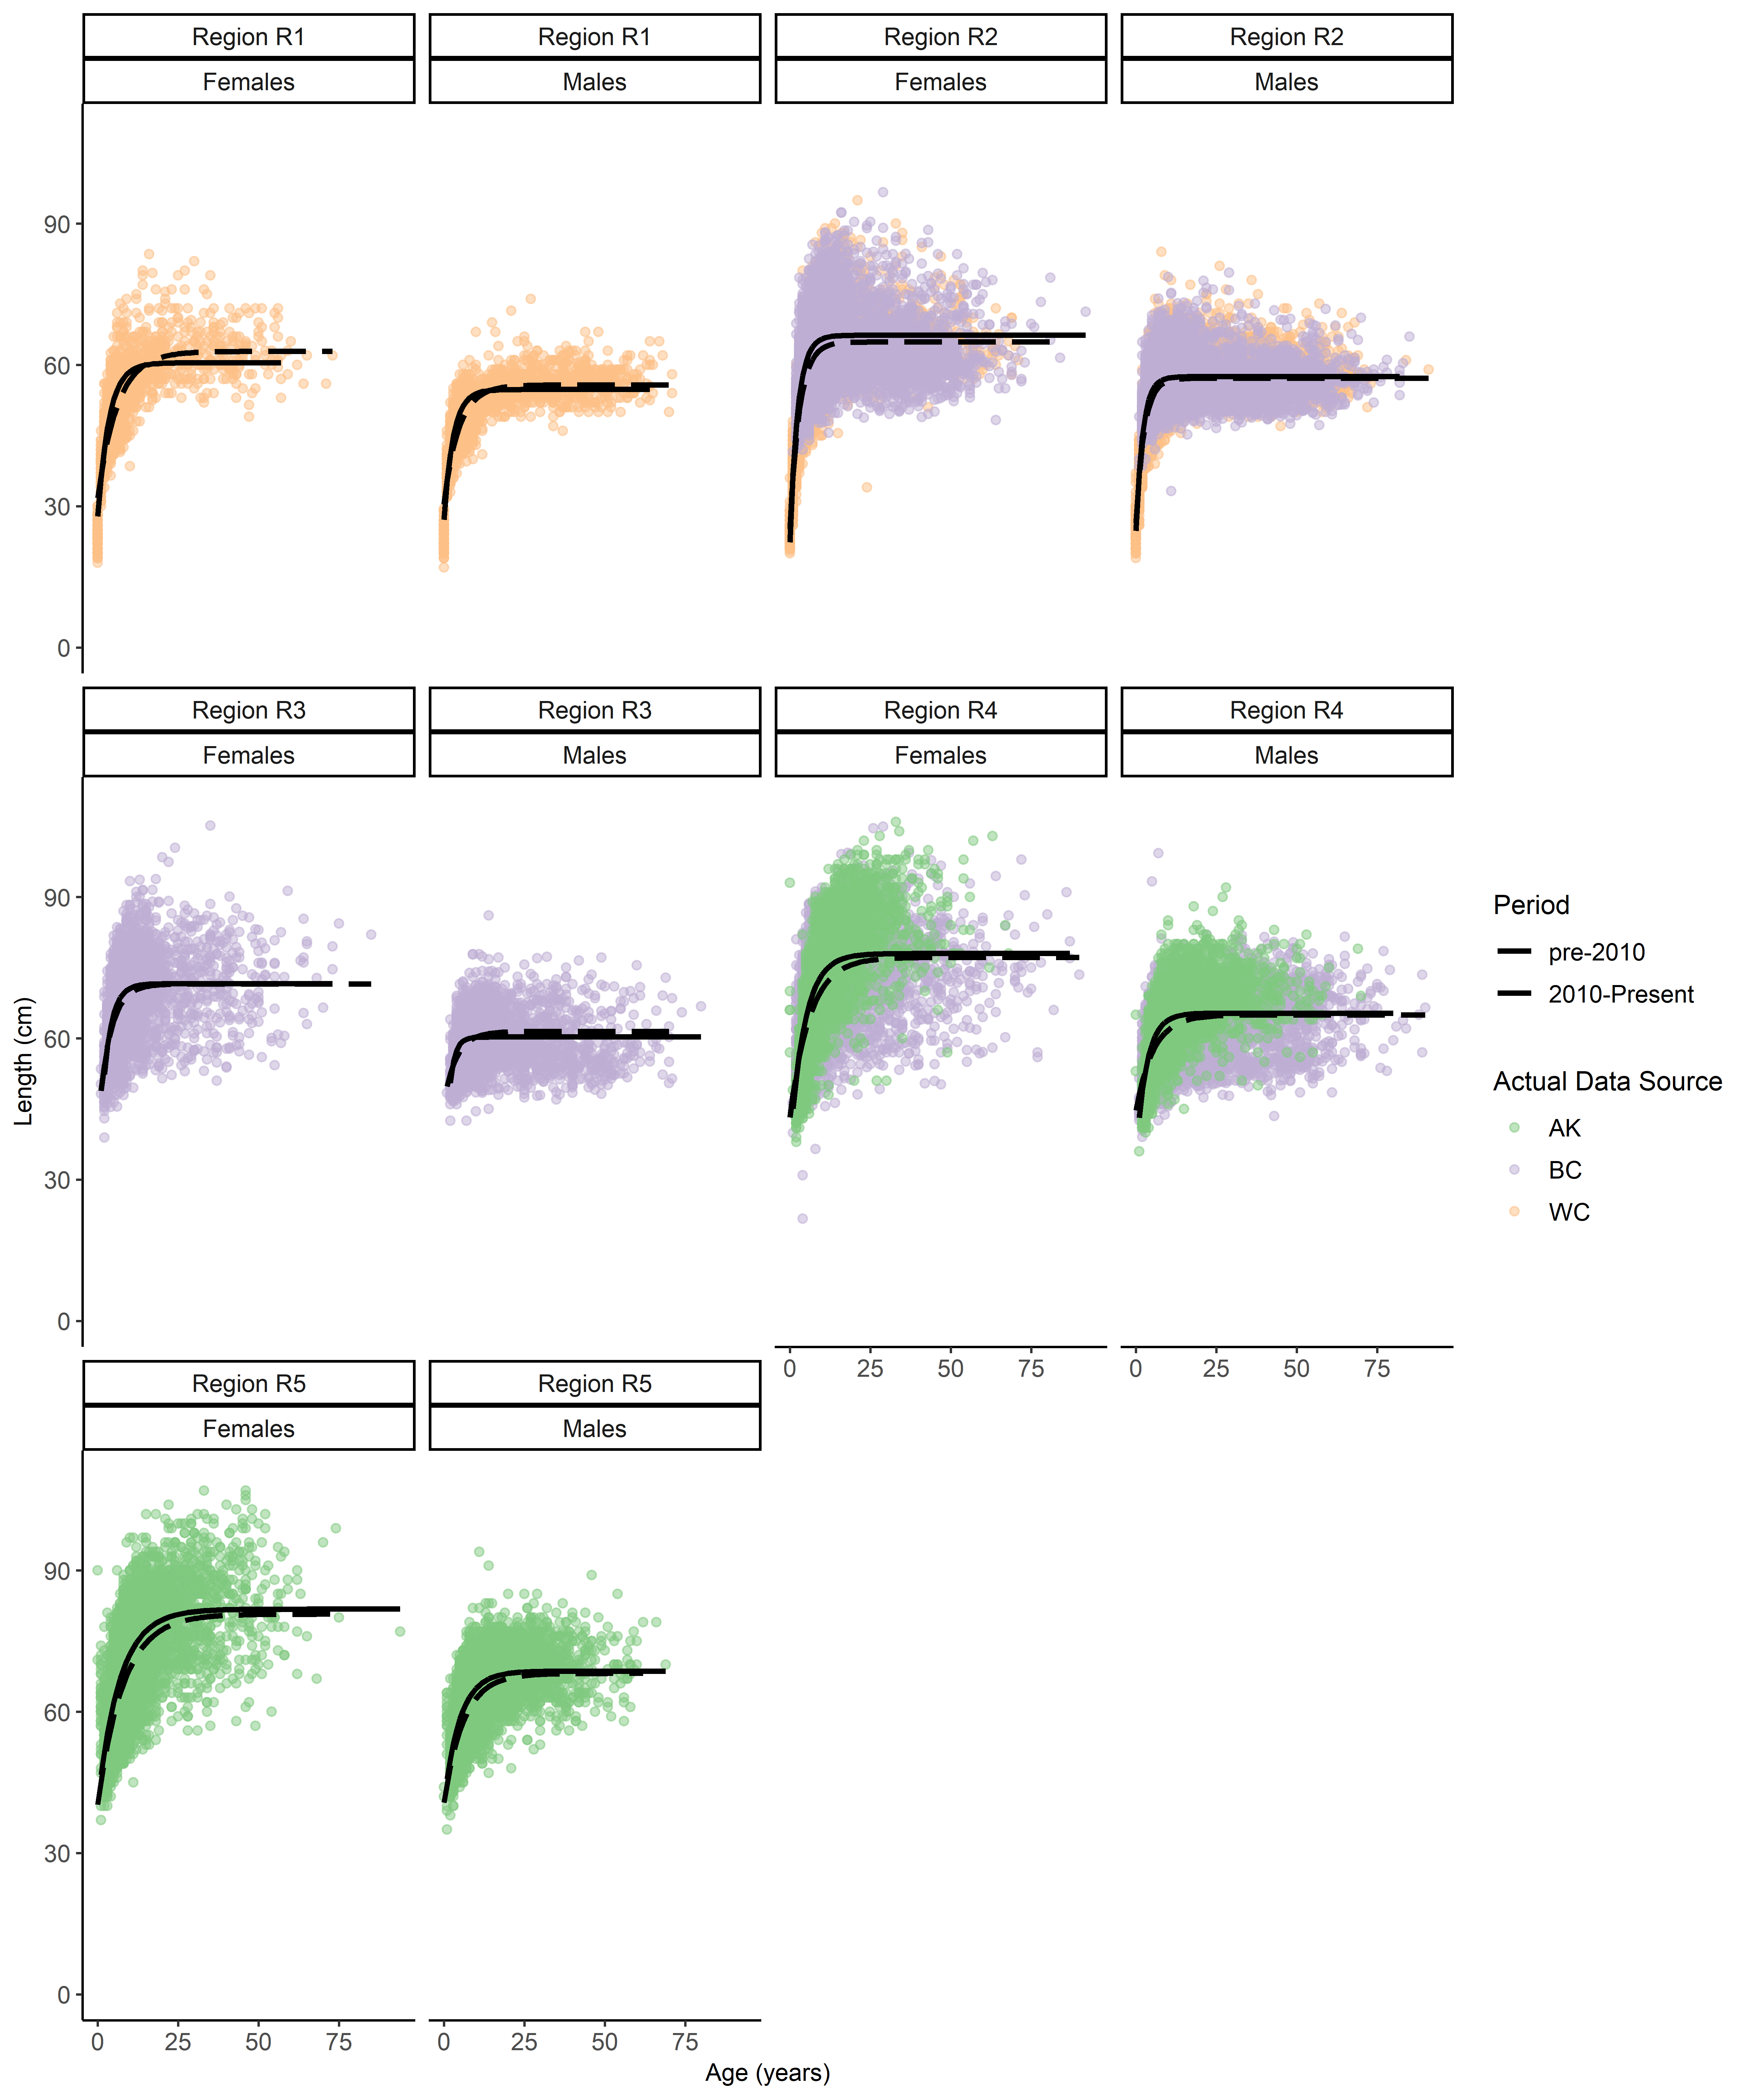 Region R1
Region R1
Region R2
Region R2
Females
Males
Females
Males
90
60
30
0
Region R3
Region R3
Region R4
Region R4
Females
Males
Females
Males
90
60
30
0
0 25 50 75
0 25 50 75
Length (cm)
Period
pre-2010
2010-Present
Actual Data Source
AK
BC
WC
Region R5
Region R5
Females
Males
90
60
30
0
0 25 50 75
0 25 50 75
Age (years)